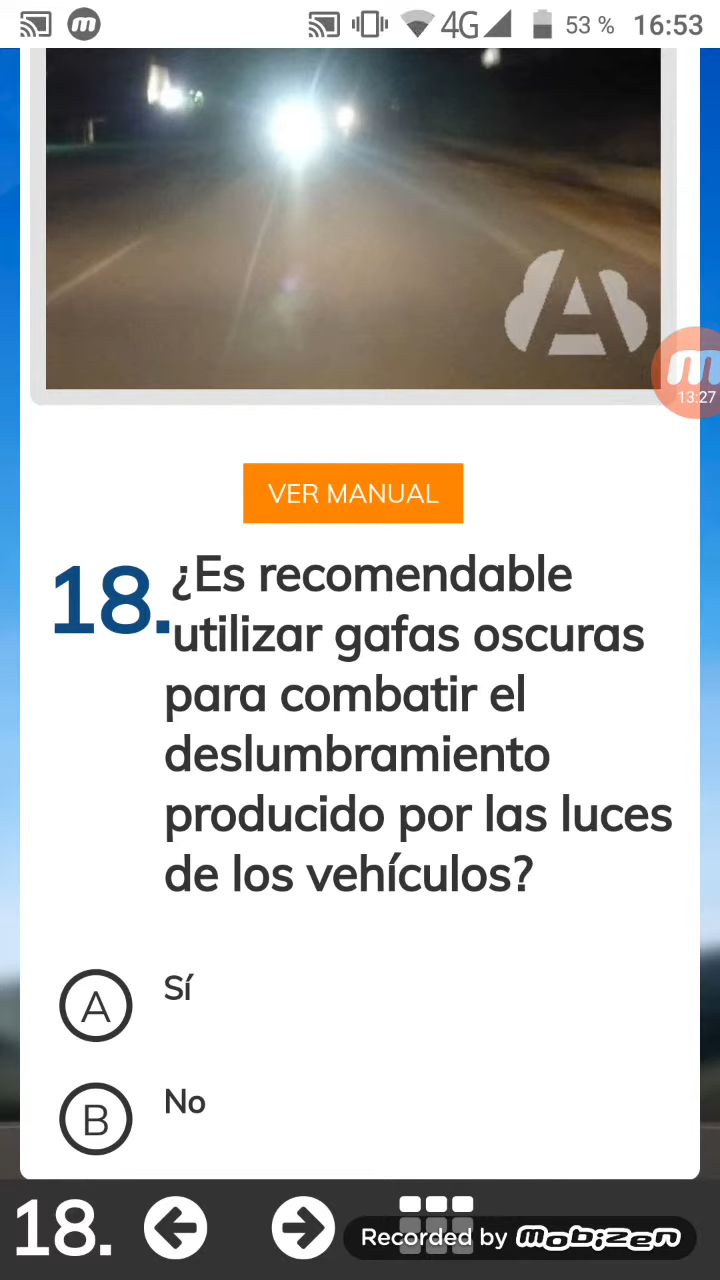 m 4G 53 % 16:53
A
m
13:27
VER MANUAL
18. ¿Es recomendable
utilizar gafas oscuras
para combatir el
deslumbramiento
producido por las luces
de los vehículos?
A Sí
B No
18. Recorded by Mobizen